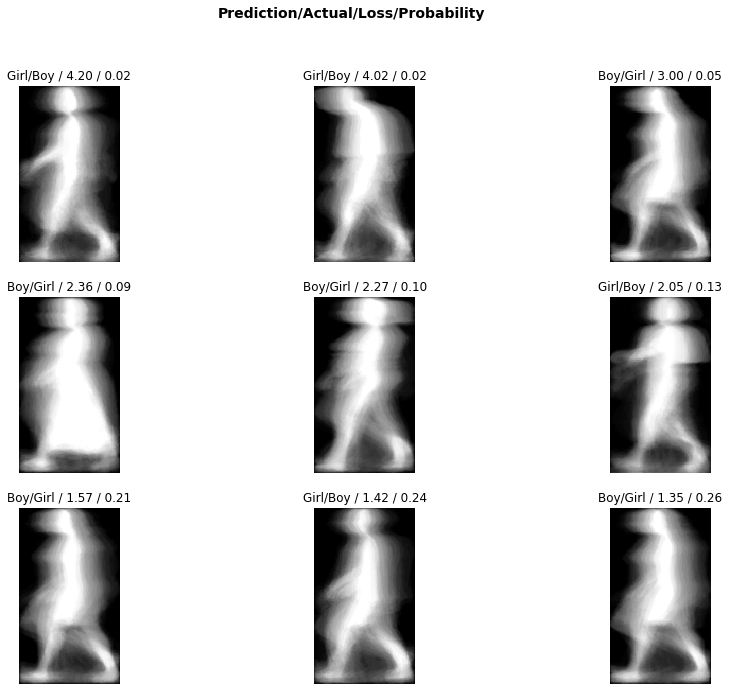 Prediction/Actual/Loss/Probability
Girl/Boy / 4.20 / 0.02
Girl/Boy / 4.02 / 0.02
Boy/Girl / 3.00 / 0.05
Boy/Girl / 2.36 / 0.09
Boy/Girl / 2.27 / 0.10
Girl/Boy / 2.05 / 0.13
Boy/Girl / 1.57 / 0.21
Girl/Boy / 1.42 / 0.24
Boy/Girl / 1.35 / 0.26